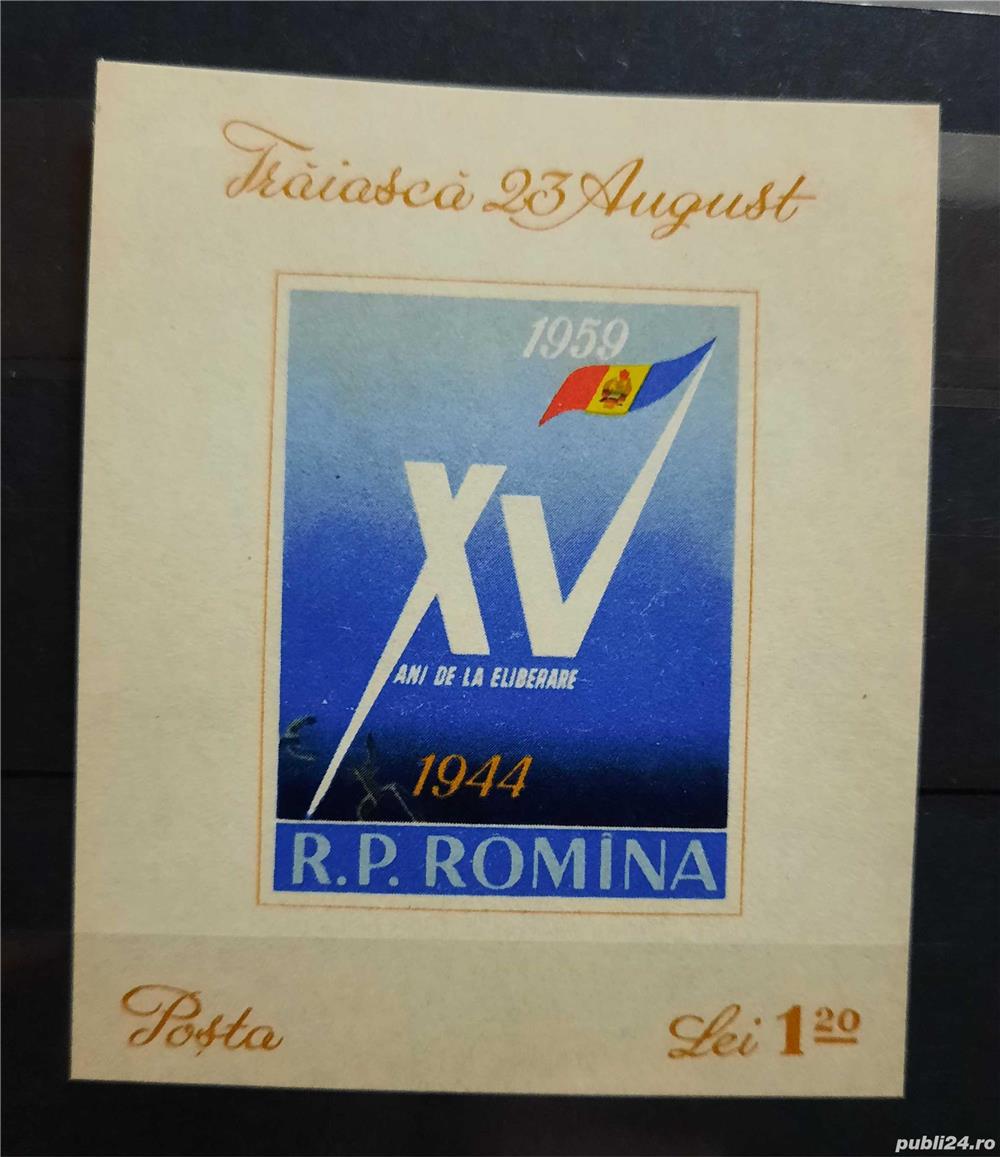 Trăiască 23 August
1959
XV
ANI DE LA ELIBERARE
1944
R.P. ROMÎNA
Poșta
Lei 1 20
publi24.ro